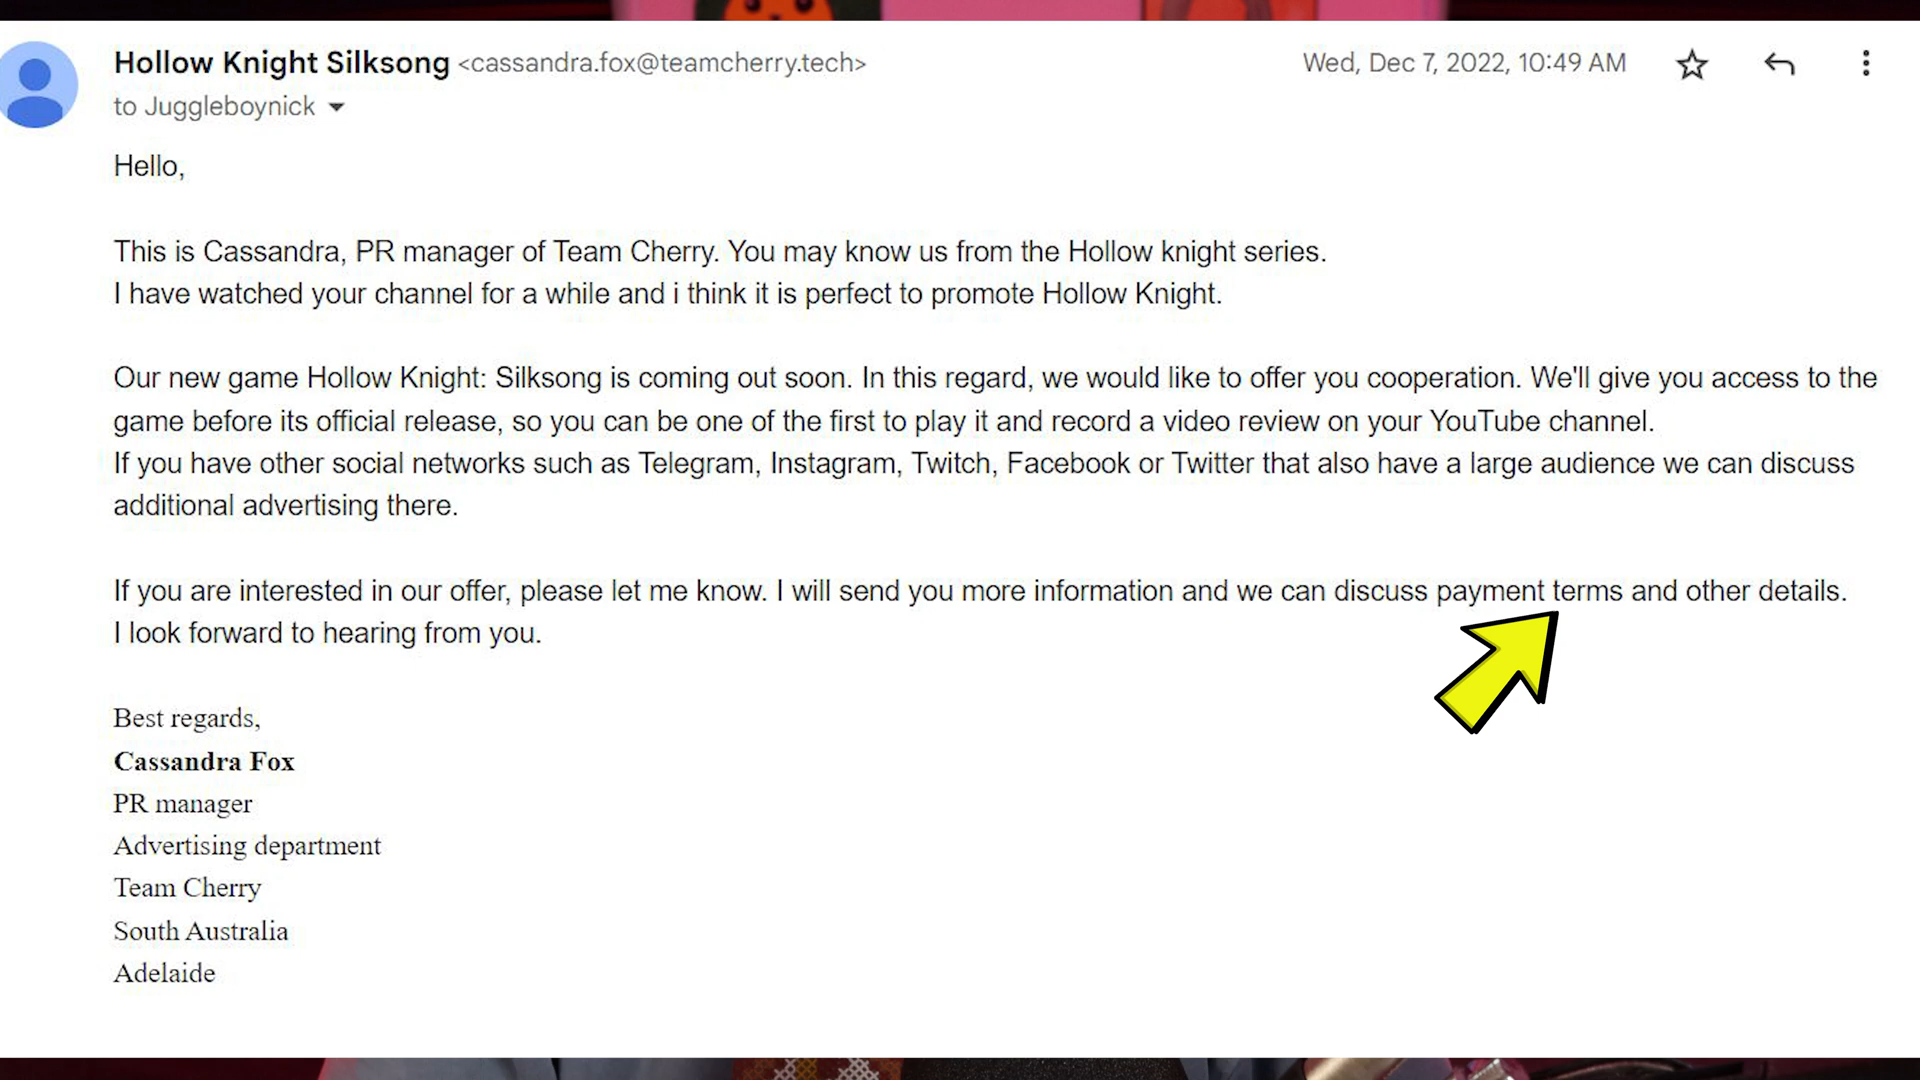 Hollow Knight Silksong <cassandra.fox@teamcherry.tech> Wed, Dec 7, 2022, 10:49 AM
to Juggleboynick
Hello,
This is Cassandra, PR manager of Team Cherry. You may know us from the Hollow knight series.
I have watched your channel for a while and i think it is perfect to promote Hollow Knight.
Our new game Hollow Knight: Silksong is coming out soon. In this regard, we would like to offer you cooperation. We'll give you access to the
game before its official release, so you can be one of the first to play it and record a video review on your YouTube channel.
If you have other social networks such as Telegram, Instagram, Twitch, Facebook or Twitter that also have a large audience we can discuss
additional advertising there.
If you are interested in our offer, please let me know. I will send you more information and we can discuss payment terms and other details.
I look forward to hearing from you.
Best regards,
Cassandra Fox
PR manager
Advertising department
Team Cherry
South Australia
Adelaide